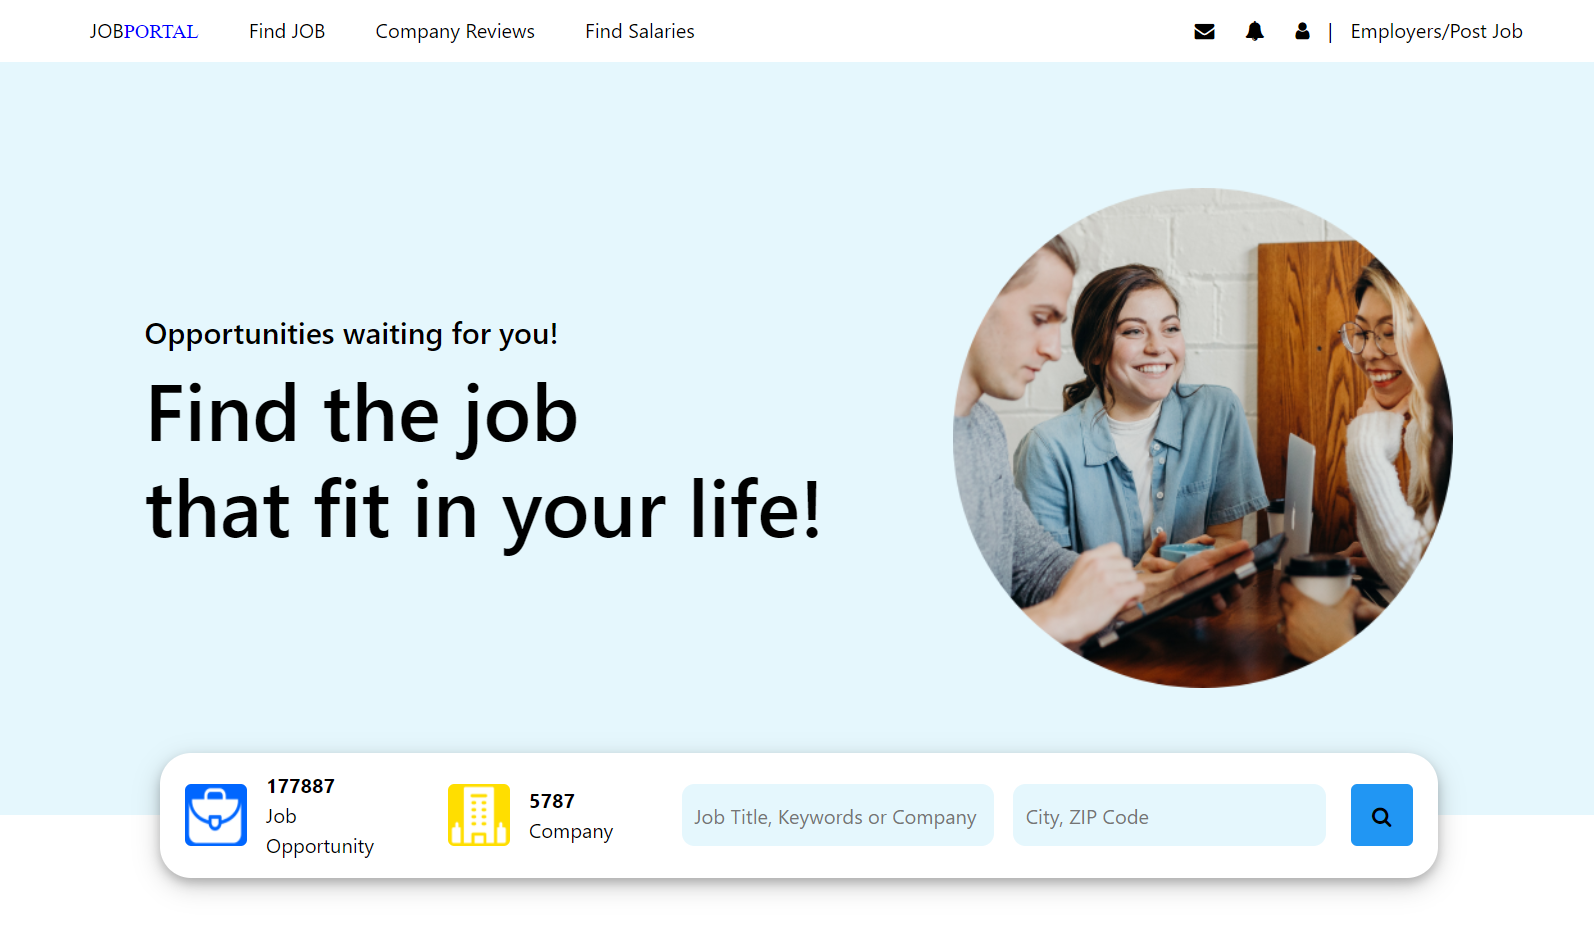 JOBPORTAL Find JOB Company Reviews Find Salaries | Employers/Post Job
Opportunities waiting for you!
Find the job
that fit in your life!
177887
Job
Opportunity
5787
Company
Job Title, Keywords or Company
City, ZIP Code